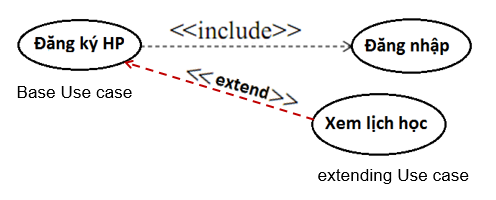 <<include>>
Đăng ký HP
Đăng nhập
<<extend>>
Base Use case
Xem lịch học
extending Use case